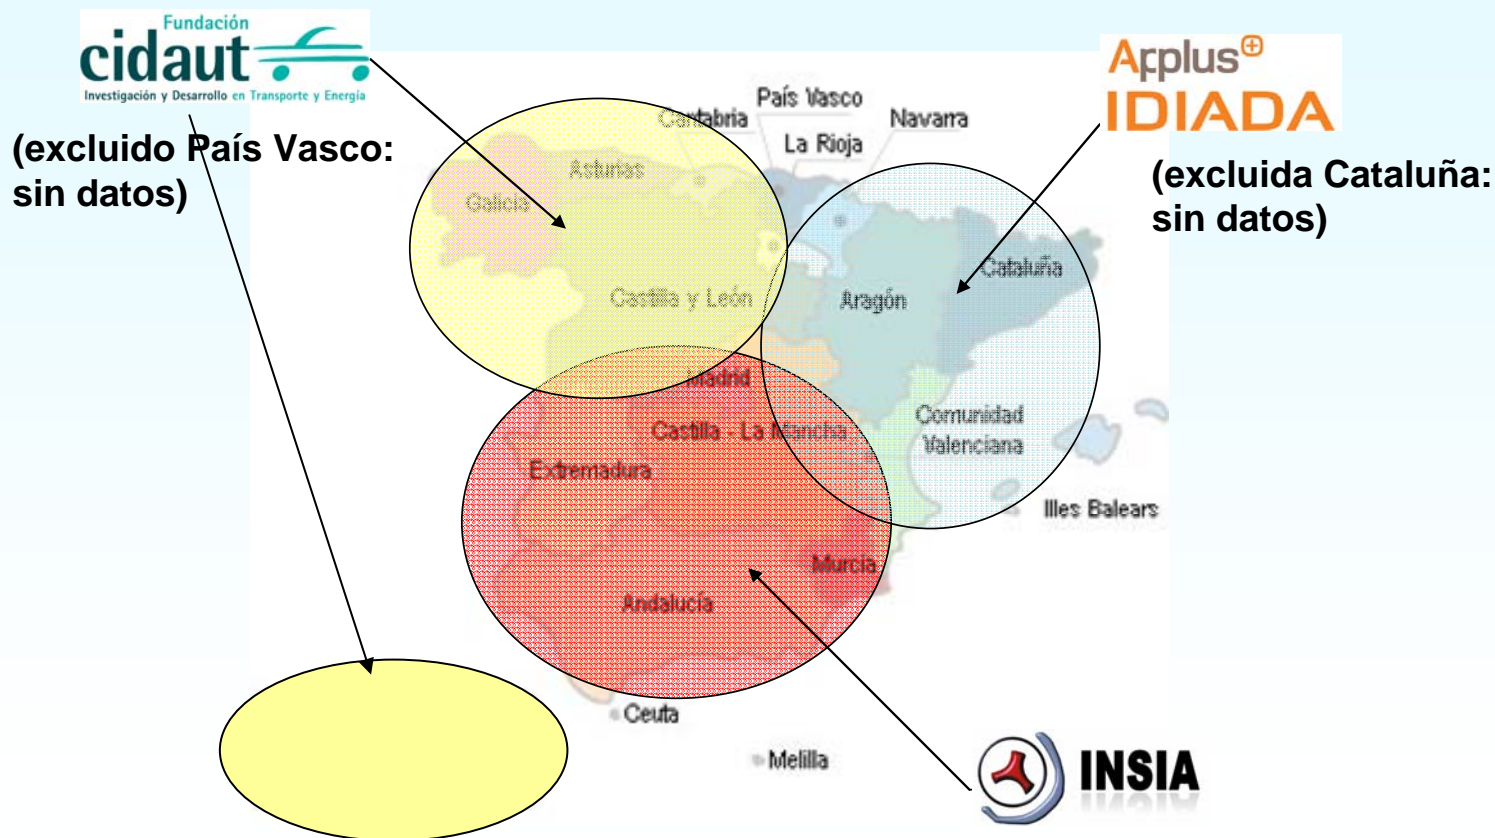 Fundación
cidaut
Investigación y Desarrollo en Transporte y Energía
(excluido País Vasco:
sin datos)
Applus+
IDIADA
(excluida Cataluña:
sin datos)
País Vasco
Cantabria
Navarra
La Rioja
Asturias
Galicia
Cataluña
Castilla y León
Aragón
Madrid
Comunidad
Valenciana
Castilla - La Mancha
Extremadura
Illes Balears
Murcia
Andalucía
Ceuta
Melilla
INSIA